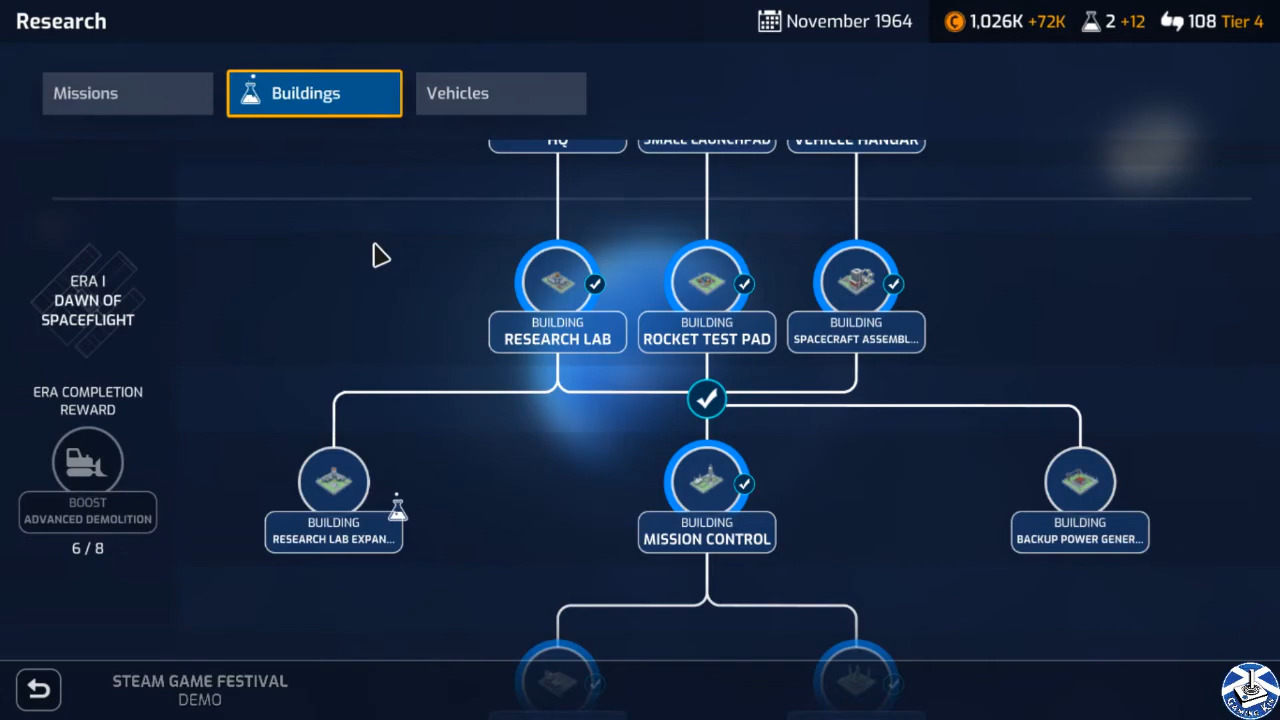 Research
November 1964
1,026K +72K
2 +12
108 Tier 4
Missions
Buildings
Vehicles
HQ
SMALL LAUNCHPAD
VEHICLE HANGAR
ERA I
DAWN OF
SPACEFLIGHT
BUILDING
RESEARCH LAB
BUILDING
ROCKET TEST PAD
BUILDING
SPACECRAFT ASSEMBL...
ERA COMPLETION
REWARD
BOOST
ADVANCED DEMOLITION
6 / 8
BUILDING
RESEARCH LAB EXPAN...
BUILDING
MISSION CONTROL
BUILDING
BACKUP POWER GENER...
STEAM GAME FESTIVAL
DEMO